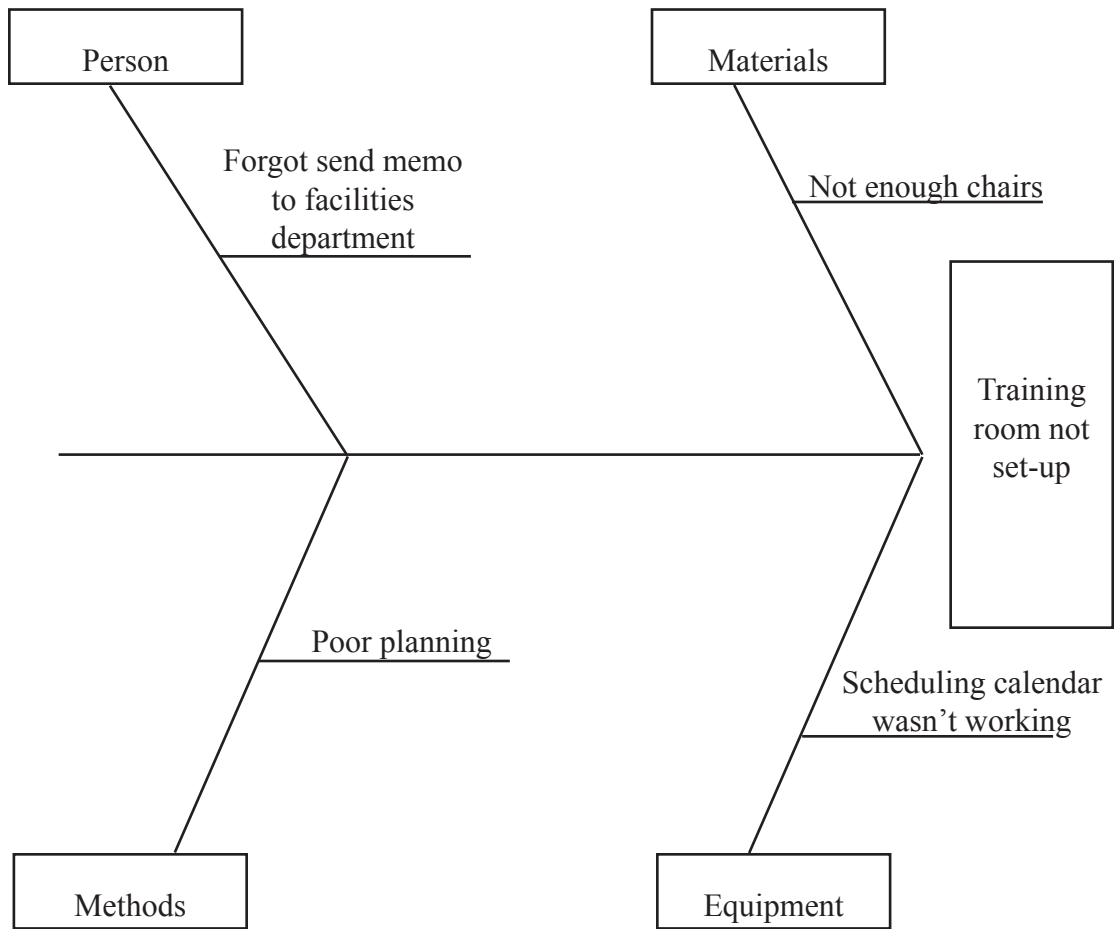 Person
Materials
Forgot send memo
to facilities
department
Not enough chairs
Training
room not
set-up
Poor planning
Scheduling calendar
wasn’t working
Methods
Equipment